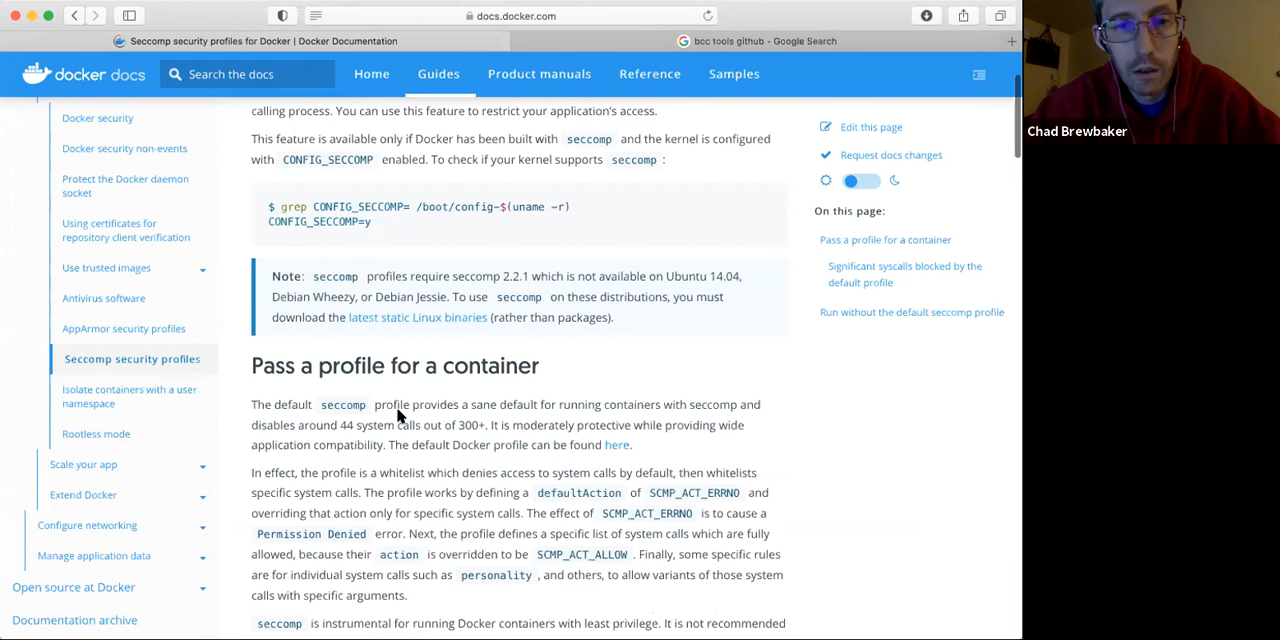 docs.docker.com
Seccomp security profiles for Docker | Docker Documentation
bcc tools github - Google Search
docker docs
Search the docs
Home
Guides
Product manuals
Reference
Samples
Docker security
Docker security non-events
Protect the Docker daemon
socket
Using certificates for
repository client verification
Use trusted images
Antivirus software
AppArmor security profiles
Seccomp security profiles
Isolate containers with a user
namespace
Rootless mode
Scale your app
Extend Docker
Configure networking
Manage application data
Open source at Docker
Documentation archive
calling process. You can use this feature to restrict your application's access.
This feature is available only if Docker has been built with seccomp and the kernel is configured
with CONFIG_SECCOMP enabled. To check if your kernel supports seccomp :
$ grep CONFIG_SECCOMP= /boot/config-$(uname -r)
CONFIG_SECCOMP=y
Note: seccomp profiles require seccomp 2.2.1 which is not available on Ubuntu 14.04,
Debian Wheezy, or Debian Jessie. To use seccomp on these distributions, you must
download the latest static Linux binaries (rather than packages).
Pass a profile for a container
The default seccomp profile provides a sane default for running containers with seccomp and
disables around 44 system calls out of 300+. It is moderately protective while providing wide
application compatibility. The default Docker profile can be found here.
In effect, the profile is a whitelist which denies access to system calls by default, then whitelists
specific system calls. The profile works by defining a defaultAction of SCMP_ACT_ERRNO and
overriding that action only for specific system calls. The effect of SCMP_ACT_ERRNO is to cause a
Permission Denied error. Next, the profile defines a specific list of system calls which are fully
allowed, because their action is overridden to be SCMP_ACT_ALLOW . Finally, some specific rules
are for individual system calls such as personality , and others, to allow variants of those system
calls with specific arguments.
seccomp is instrumental for running Docker containers with least privilege. It is not recommended
Edit this page
Request docs changes
On this page:
Pass a profile for a container
Significant syscalls blocked by the
default profile
Run without the default seccomp profile
Chad Brewbaker